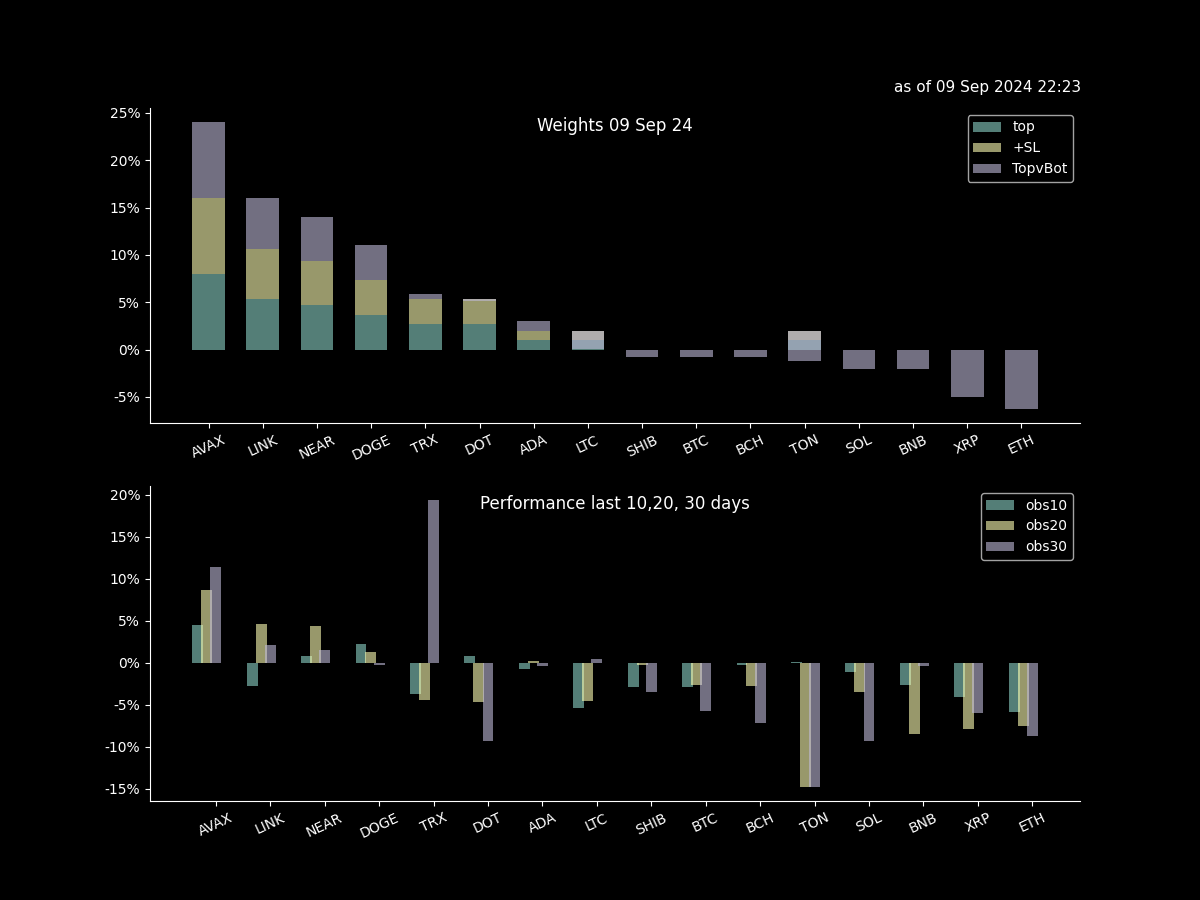 as of 09 Sep 2024 22:23
Weights 09 Sep 24
top
+SL
TopvBot
25%
20%
15%
10%
5%
0%
-5%
AVAX LINK NEAR DOGE TRX DOT ADA LTC SHIB BTC BCH TON SOL BNB XRP ETH
Performance last 10,20, 30 days
obs10
obs20
obs30
20%
15%
10%
5%
0%
-5%
-10%
-15%
AVAX LINK NEAR DOGE TRX DOT ADA LTC SHIB BTC BCH TON SOL BNB XRP ETH